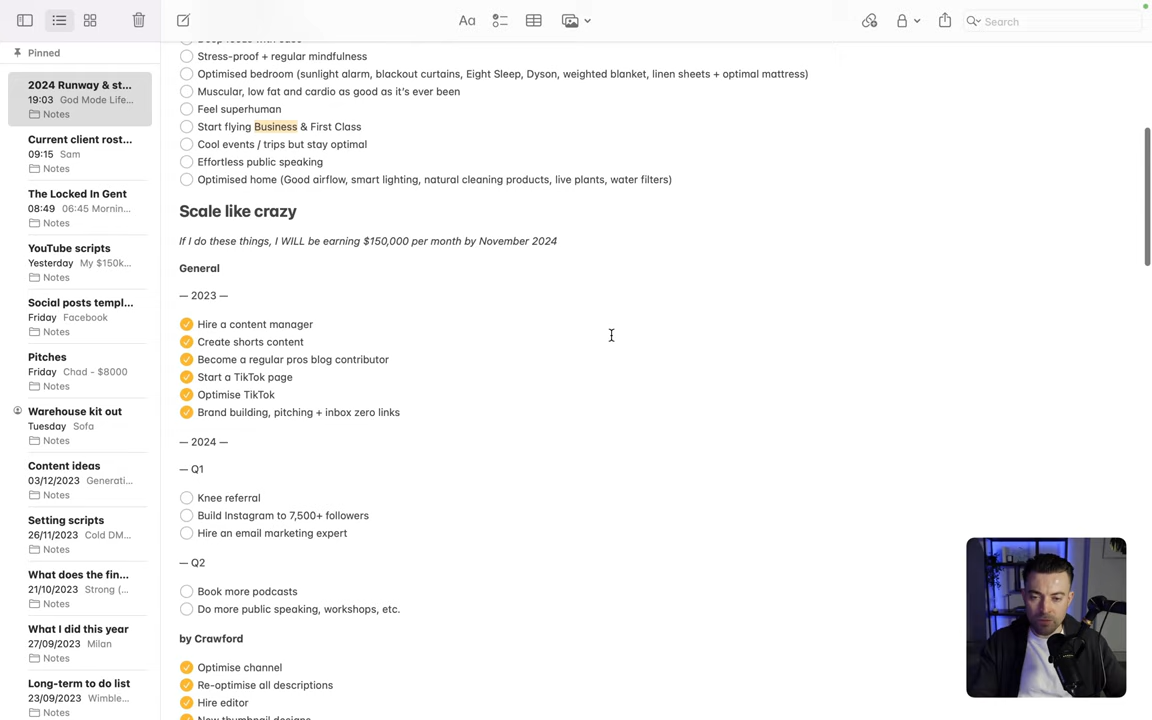 Search
Pinned
2024 Runway & st...
19:03 God Mode Life...
Notes
Current client rost...
09:15 Sam
Notes
The Locked In Gent
08:49 06:45 Mornin...
Notes
YouTube scripts
Yesterday My $150k...
Notes
Social posts templ...
Friday Facebook
Notes
Pitches
Friday Chad - $8000
Notes
Warehouse kit out
Tuesday Sofa
Notes
Content ideas
03/12/2023 Generati...
Notes
Setting scripts
26/11/2023 Cold DM...
Notes
What does the fin...
21/10/2023 Strong (...
Notes
What I did this year
27/09/2023 Milan
Notes
Long-term to do list
23/09/2023 Wimble...
Notes
Aa
Stress-proof + regular mindfulness
Optimised bedroom (sunlight alarm, blackout curtains, Eight Sleep, Dyson, weighted blanket, linen sheets + optimal mattress)
Muscular, low fat and cardio as good as it's ever been
Feel superhuman
Start flying Business & First Class
Cool events / trips but stay optimal
Effortless public speaking
Optimised home (Good airflow, smart lighting, natural cleaning products, live plants, water filters)
Scale like crazy
If I do these things, I WILL be earning $150,000 per month by November 2024
General
— 2023 —
Hire a content manager
Create shorts content
Become a regular pros blog contributor
Start a TikTok page
Optimise TikTok
Brand building, pitching + inbox zero links
— 2024 —
— Q1
Knee referral
Build Instagram to 7,500+ followers
Hire an email marketing expert
— Q2
Book more podcasts
Do more public speaking, workshops, etc.
by Crawford
Optimise channel
Re-optimise all descriptions
Hire editor
New thumbnail designs